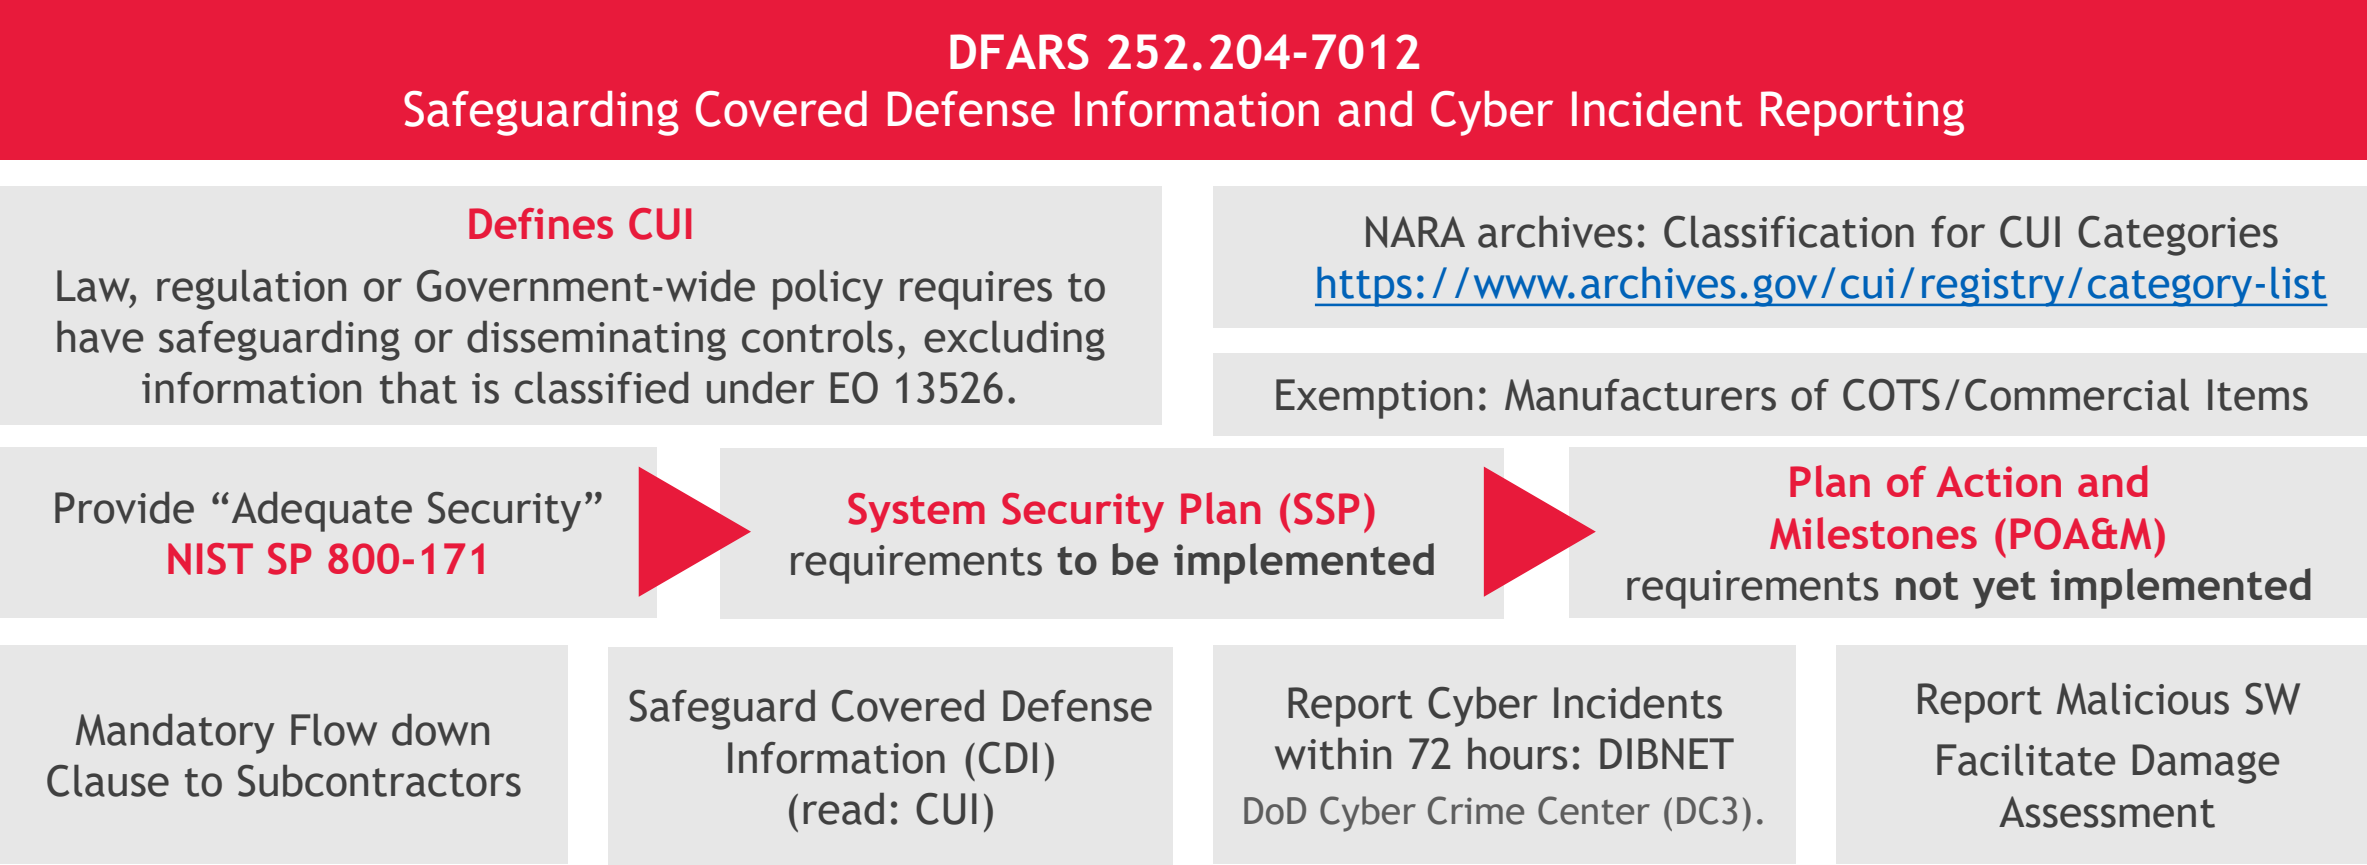 DFARS 252.204-7012
Safeguarding Covered Defense Information and Cyber Incident Reporting
Defines CUI
Law, regulation or Government-wide policy requires to
have safeguarding or disseminating controls, excluding
information that is classified under EO 13526.
NARA archives: Classification for CUI Categories
https://www.archives.gov/cui/registry/category-list
Exemption: Manufacturers of COTS/Commercial Items
Provide “Adequate Security”
NIST SP 800-171
System Security Plan (SSP)
requirements to be implemented
Plan of Action and
Milestones (POA&M)
requirements not yet implemented
Mandatory Flow down
Clause to Subcontractors
Safeguard Covered Defense
Information (CDI)
(read: CUI)
Report Cyber Incidents
within 72 hours: DIBNET
DoD Cyber Crime Center (DC3).
Report Malicious SW
Facilitate Damage
Assessment